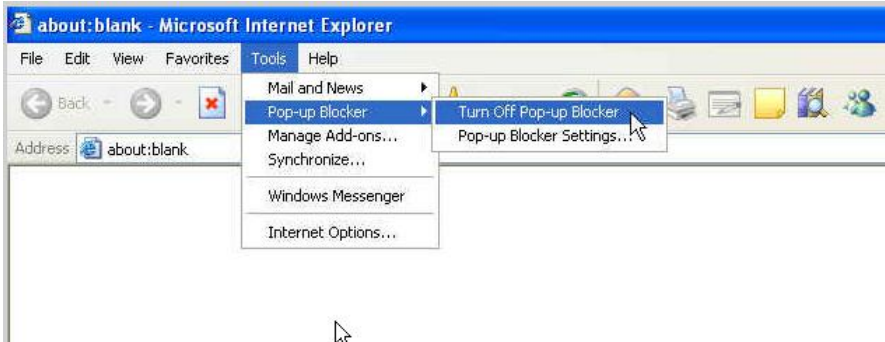 about:blank - Microsoft Internet Explorer
File Edit View Favorites Tools Help
Mail and News
Back
Pop-up Blocker
Turn Off Pop-up Blocker
Manage Add-ons...
Pop-up Blocker Settings...
Address about:blank
Synchronize...
Windows Messenger
Internet Options...